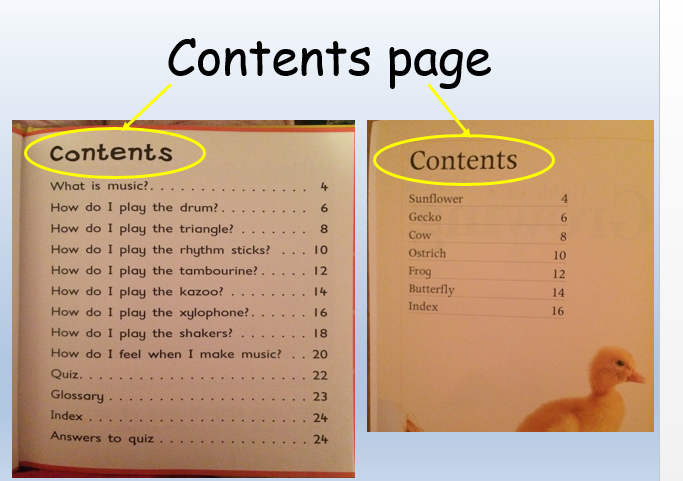 Contents page
Contents
What is music?. . . . . . . . . . . . . . . . 4
How do I play the drum? . . . . . . . . 6
How do I play the triangle? . . . . . . . 8
How do I play the rhythm sticks? . . . 10
How do I play the tambourine? . . . . . 12
How do I play the kazoo? . . . . . . . . 14
How do I play the xylophone?. . . . . . 16
How do I play the shakers? . . . . . . . 18
How do I feel when I make music? . . 20
Quiz. . . . . . . . . . . . . . . . . . . . . . 22
Glossary . . . . . . . . . . . . . . . . . . . 23
Index . . . . . . . . . . . . . . . . . . . . . 24
Answers to quiz . . . . . . . . . . . . . . 24
Contents
Sunflower 4
Gecko 6
Cow 8
Ostrich 10
Frog 12
Butterfly 14
Index 16